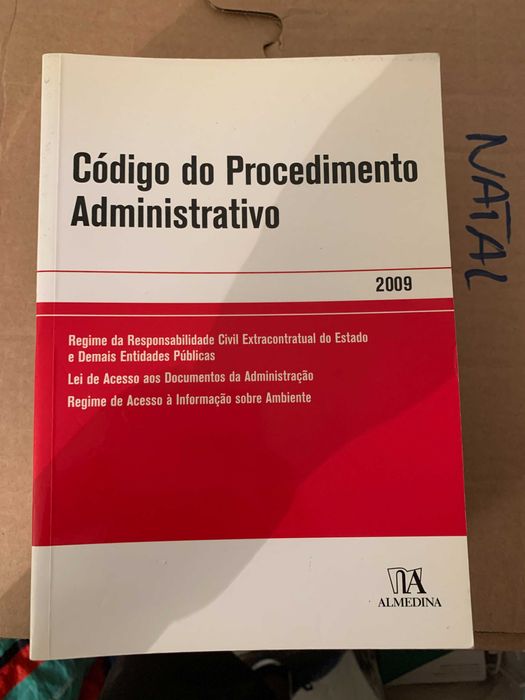 Código do Procedimento
Administrativo
2009
Regime da Responsabilidade Civil Extracontratual do Estado
e Demais Entidades Públicas
Lei de Acesso aos Documentos da Administração
Regime de Acesso à Informação sobre Ambiente
NA
ALMEDINA
NATAL